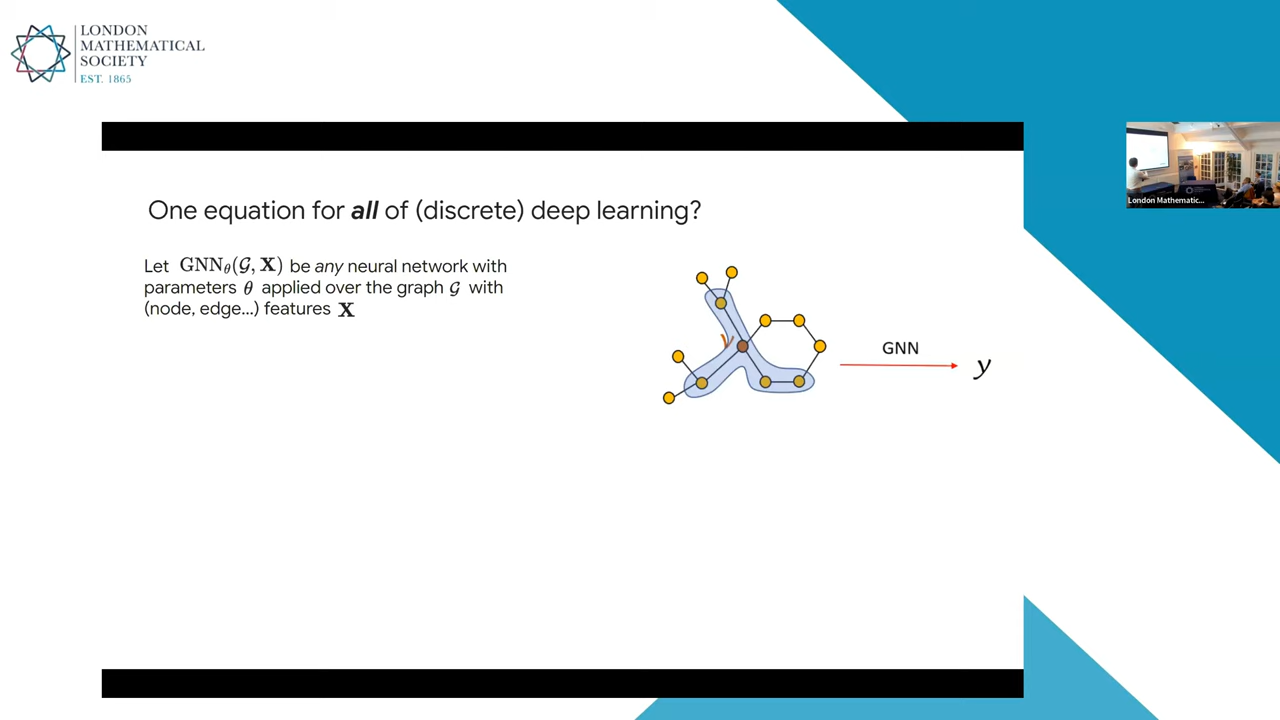 LONDON
MATHEMATICAL
SOCIETY
EST. 1865
One equation for all of (discrete) deep learning?
Let GNN_θ(𝒢, X) be any neural network with
parameters θ applied over the graph 𝒢 with
(node, edge...) features X
ν
GNN
y
London Mathematic...